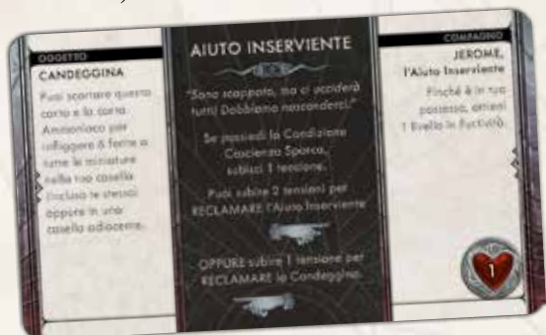 OGGETTO
CANDEGGINA
Puoi scartare questa
carta e la carta
Ammoniaca per
infliggere 6 ferite a
tutte le miniature
nella tua casella
(incluso te stesso)
oppure in una
casella adiacente.
AIUTO INSERVIENTE
"Sono scappato, ma ci ucciderà
tutti! Dobbiamo nasconderci."
Se possiedi la Condizione
Coscienza Sporca,
subisci 1 tensione.
Puoi subire 2 tensioni per
RECLAMARE l'Aiuto Inserviente
OPPURE subire 1 tensione per
RECLAMARE la Candeggina.
COMPAGNO
JEROME,
l'Aiuto Inserviente
Finché è in tuo
possesso, ottieni
1 livello in Furtività.
1